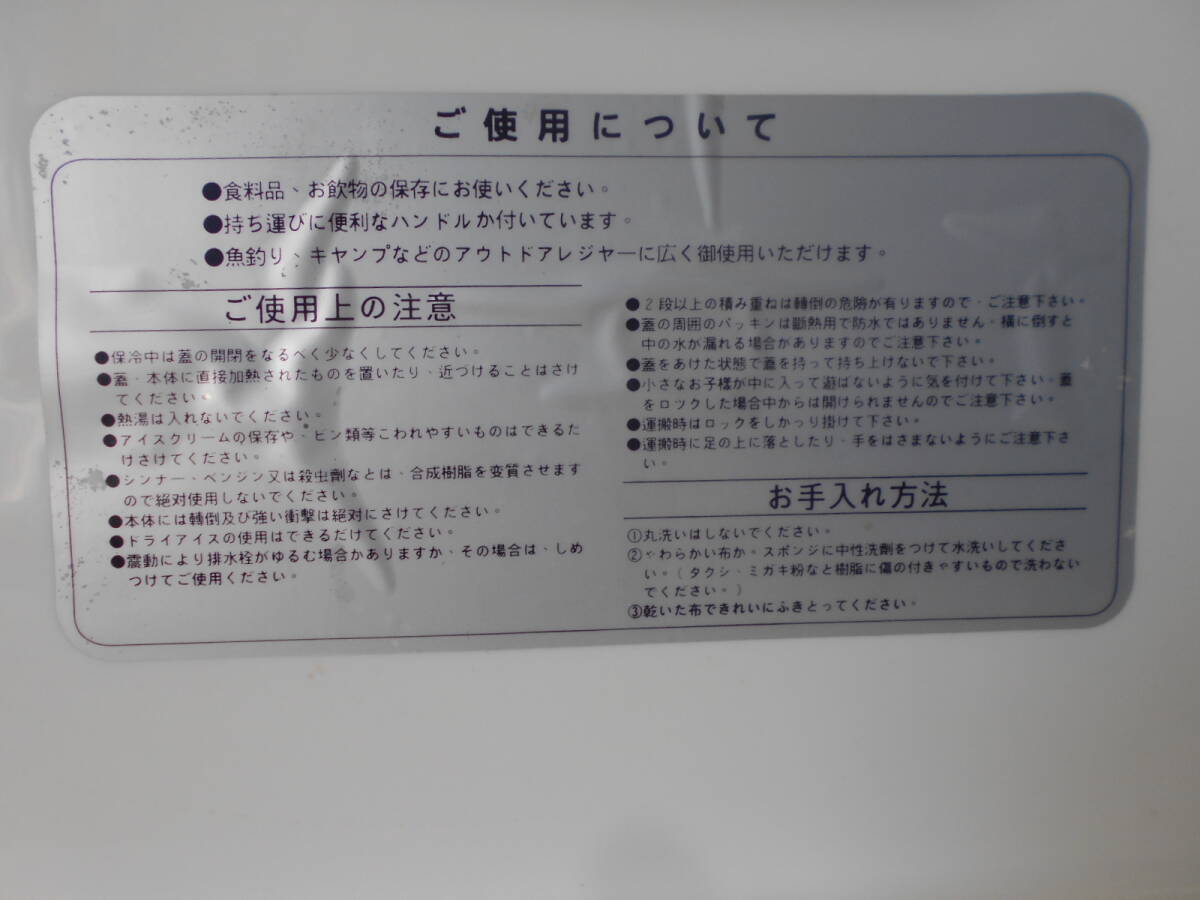 ご使用について
●食料品、お飲物の保存にお使いください。
●持ち運びに便利なハンドルか付いています。
●魚釣り、キャンプなどのアウトドアレジャーに広く御使用いただけます。
ご使用上の注意
●保冷中は蓋の開閉をなるべく少なくしてください。
●蓋、本体に直接加熱されたものを置いたり、近づけることはさけ
てください。
●熱湯は入れないでください。
●アイスクリームの保存や、ビン類等こわれやすいものはできるだ
けさけてください。
●シンナー、ベンジン又は殺虫劑なとは、合成樹脂を変質させます
ので絶対使用しないでください。
●本体には轉倒及び強い衝撃は絶対にさけてください。
●ドライアイスの使用はできるだけてください。
●震動により排水栓がゆるむ場合かありますか、その場合は、しめ
つけてご使用ください。
●2段以上の積み重ねは轉倒の危險が有りますので、ご注意下さい。
●蓋の周囲のパッキンは斷熱用で防水ではありません、橫に倒すと
中の水が漏れる場合がありますのでご注意下さい。
●蓋をあけた状態で蓋を持って持ち上げないで下さい。
●小さなお子様が中に入って遊ばないように気を付けて下さい、蓋
をロツクした場合中からは開けられませんのでご注意下さい。
●運搬時はロックをしかっり掛けて下さい。
●運搬時に足の上に落としたり、手をはさまないようにご注意下さ
い。
お手入れ方法
①丸洗いはしないでください。
②ゃわらかい布か、スポンジに中性洗劑をつけて水洗いしてくださ
い。(タクシ、ミガキ粉なと樹脂に傷の付きゃすいもので洗わない
でください。)
③乾いた布できれいにふきとってください。